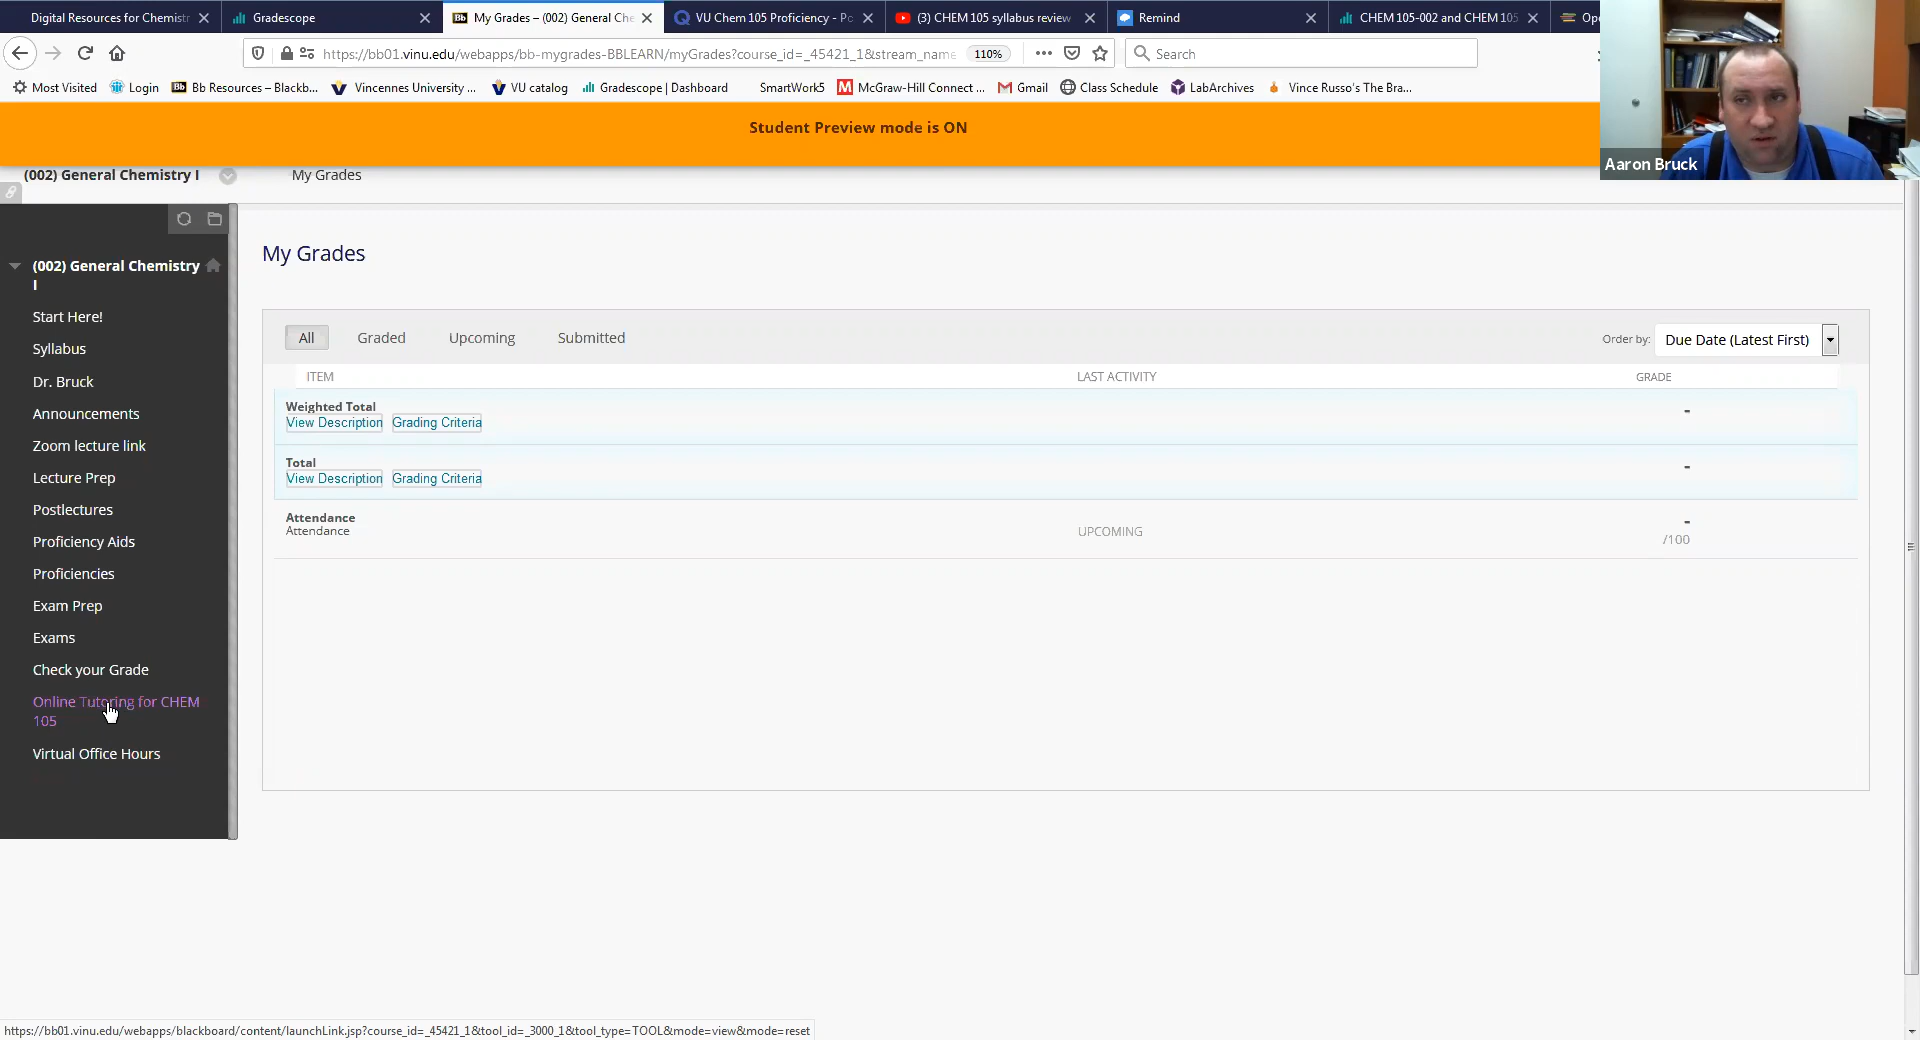 Digital Resources for Chemistr
Gradescope
Bb My Grades – (002) General Che
VU Chem 105 Proficiency - Po
(3) CHEM 105 syllabus review
Remind
CHEM 105-002 and CHEM 105
Ope
https://bb01.vinu.edu/webapps/bb-mygrades-BBLEARN/myGrades?course_id=_45421_1&stream_name
110%
Search
Most Visited
Login
Bb Bb Resources – Blackb...
Vincennes University ...
VU catalog
Gradescope | Dashboard
SmartWork5
M McGraw-Hill Connect ...
Gmail
Class Schedule
LabArchives
Vince Russo's The Bra...
Student Preview mode is ON
Aaron Bruck
(002) General Chemistry I
My Grades
(002) General Chemistry
I
Start Here!
Syllabus
Dr. Bruck
Announcements
Zoom lecture link
Lecture Prep
Postlectures
Proficiency Aids
Proficiencies
Exam Prep
Exams
Check your Grade
Online Tutoring for CHEM
105
Virtual Office Hours
My Grades
All
Graded
Upcoming
Submitted
Order by:
Due Date (Latest First)
ITEM
LAST ACTIVITY
GRADE
Weighted Total
-
View Description
Grading Criteria
Total
-
View Description
Grading Criteria
Attendance
-
Attendance
UPCOMING
/100
https://bb01.vinu.edu/webapps/blackboard/content/launchLink.jsp?course_id=_45421_1&tool_id=_3000_1&tool_type=TOOL&mode=view&mode=reset